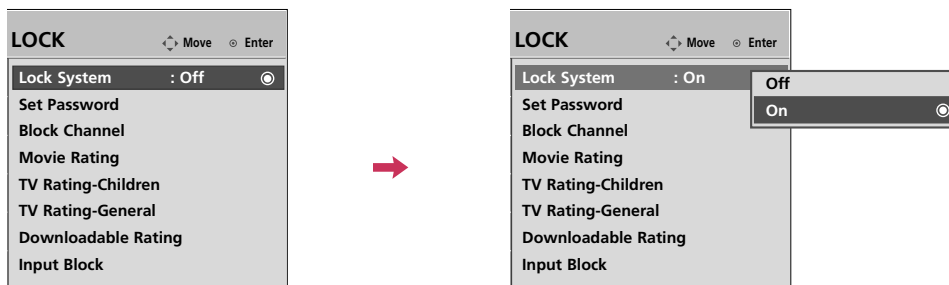 LOCK Move Enter
Lock System : Off
Set Password
Block Channel
Movie Rating
TV Rating-Children
TV Rating-General
Downloadable Rating
Input Block
LOCK Move Enter
Lock System : On
Set Password
Block Channel
Movie Rating
TV Rating-Children
TV Rating-General
Downloadable Rating
Input Block
Off
On